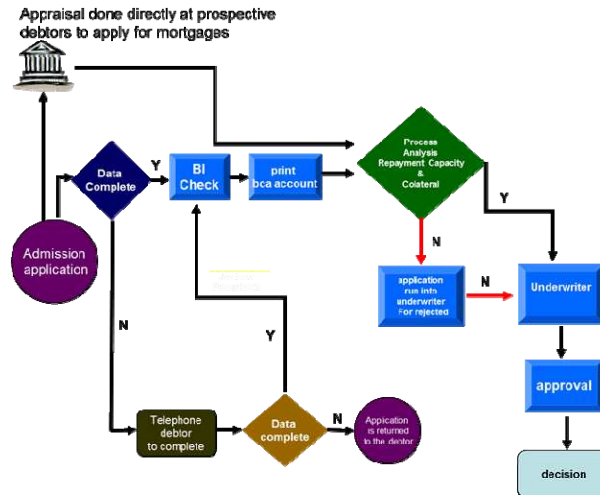 Appraisal done directly at prospective
debtors to apply for mortgages
Process
Analysis
Repayment Capacity
&
Colateral
Data
Complete
Y
BI
Check
print
bca account
Y
Admission
application
N
application
run into
underwriter
For rejected
N
Underwriter
N
Y
approval
Telephone
debtor
to complete
Data
complete
N
Application
is returned
to the debtor
decision